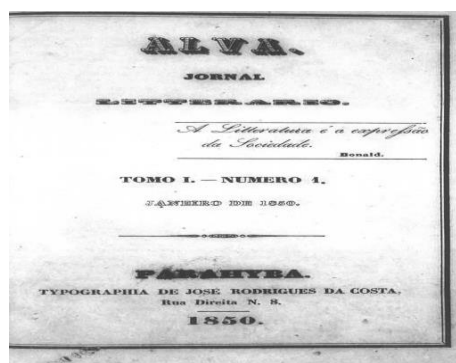 ALVA.
JORNAL
LITTERARIO.
A Litteratura é a expressão
da Sociedade.
Bonald.
TOMO I. — NUMERO 1.
JANEIRO DE 1850.
PARAHYBA.
TYPOGRAPHIA DE JOSÉ RODRIGUES DA COSTA.
Rua Direita N. 8.
1850.